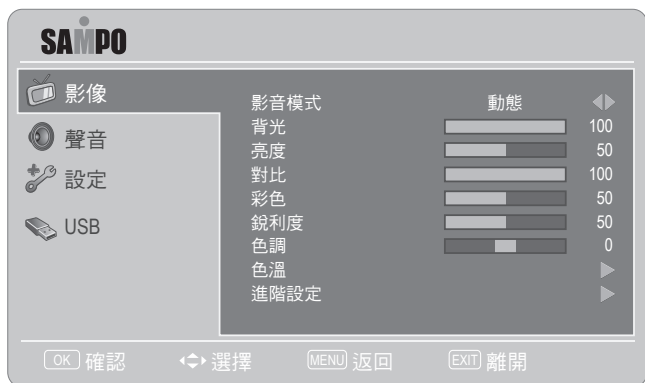 SAMPO
影像
聲音
設定
USB
影音模式 動態
背光 100
亮度 50
對比 100
彩色 50
銳利度 50
色調 0
色溫
進階設定
OK 確認 選擇 MENU 返回 EXIT 離開